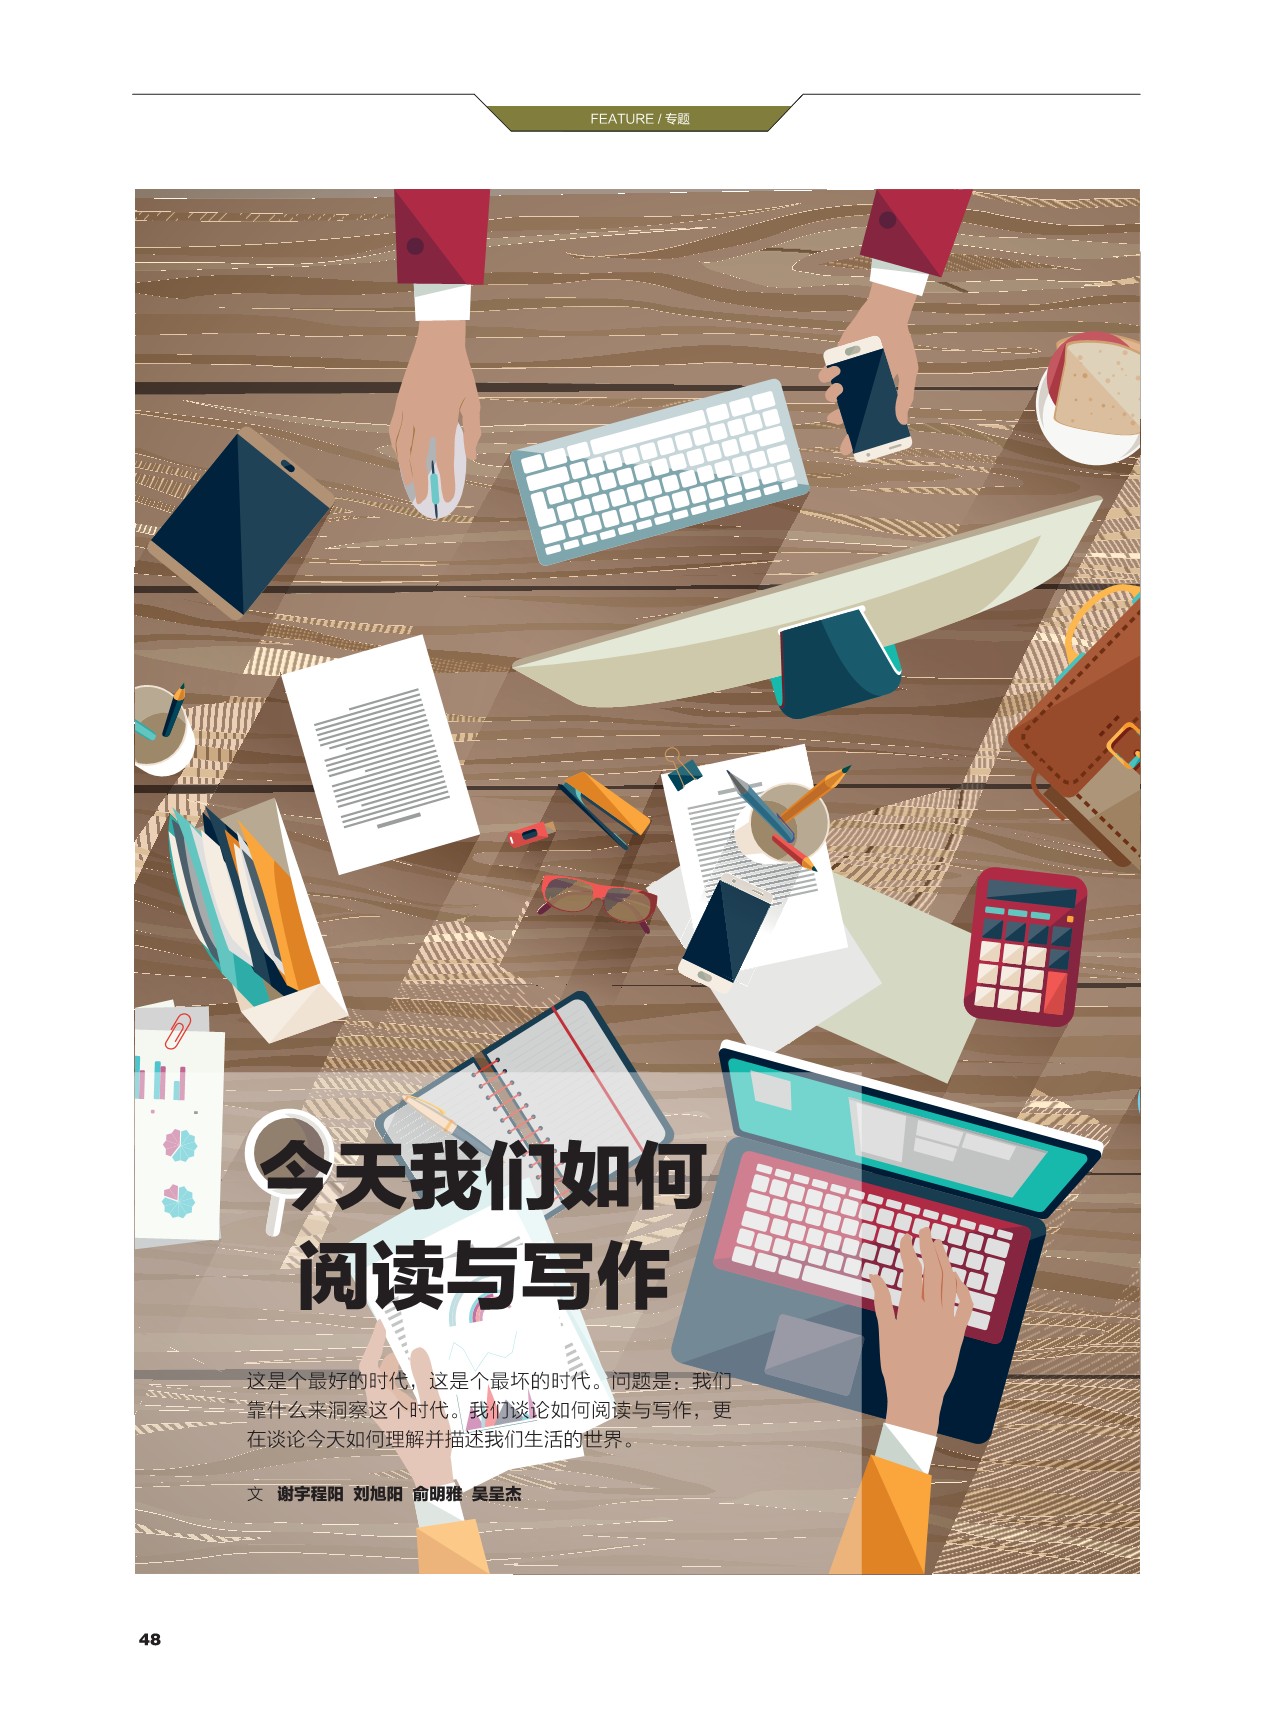 FEATURE / 专题
今天我们如何
阅读与写作
这是个最好的时代，这是个最坏的时代。问题是：我们
靠什么来洞察这个时代。我们谈论如何阅读与写作，更
在谈论今天如何理解并描述我们生活的世界。
文 谢宇程阳 刘旭阳 俞明雅 吴呈杰
48